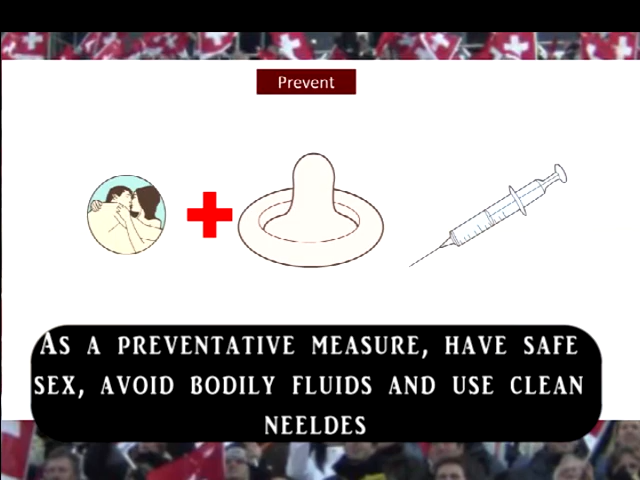 Prevent
AS A PREVENTATIVE MEASURE, HAVE SAFE
SEX, AVOID BODILY FLUIDS AND USE CLEAN
NEELDES